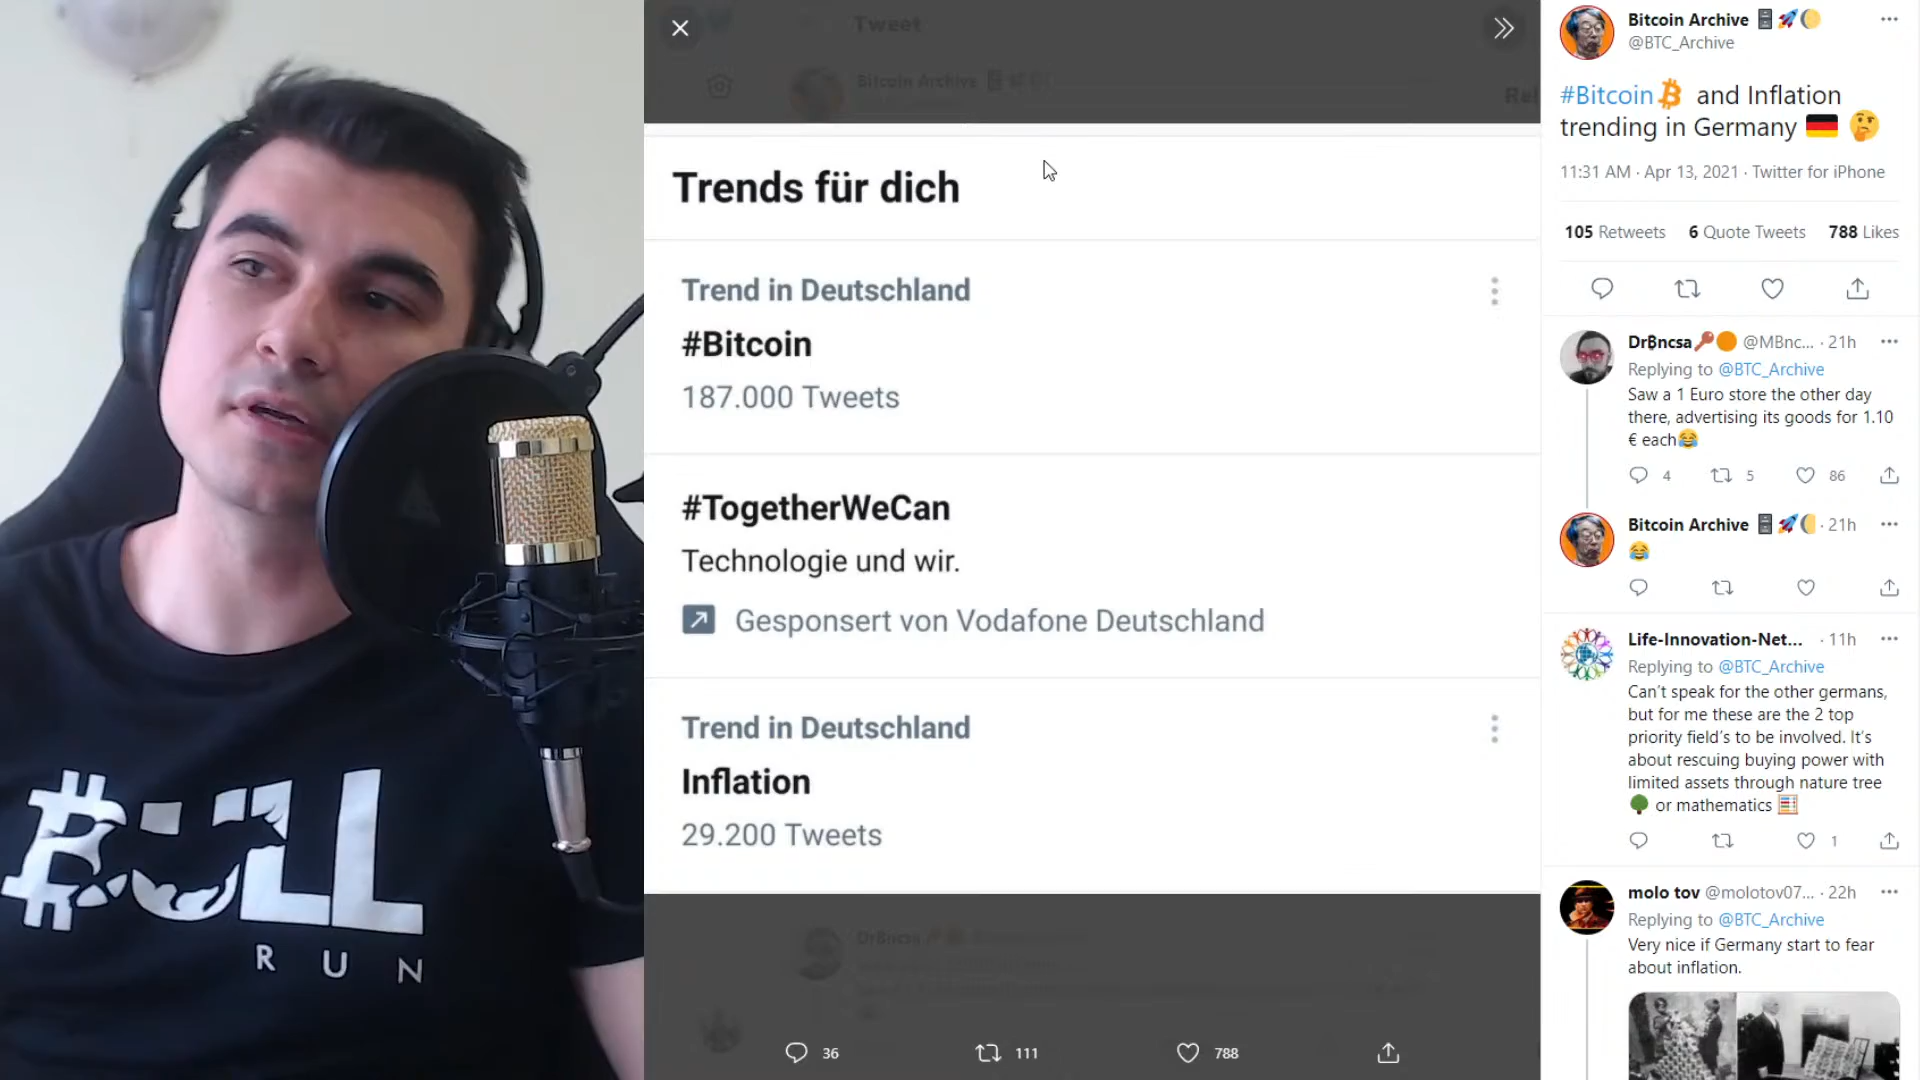 BULL
RUN
Tweet
Bitcoin Archive
Trends für dich
Trend in Deutschland
#Bitcoin
187.000 Tweets
#TogetherWeCan
Technologie und wir.
Gesponsert von Vodafone Deutschland
Trend in Deutschland
Inflation
29.200 Tweets
36 111 788
Bitcoin Archive
@BTC_Archive
#Bitcoin and Inflation
trending in Germany 🇩🇪 🤔
11:31 AM · Apr 13, 2021 · Twitter for iPhone
105 Retweets 6 Quote Tweets 788 Likes
Dr₿ncsa @MBnc... · 21h
Replying to @BTC_Archive
Saw a 1 Euro store the other day
there, advertising its goods for 1.10
€ each😂
4 5 86
Bitcoin Archive · 21h
😂
Life-Innovation-Net... · 11h
Replying to @BTC_Archive
Can't speak for the other germans,
but for me these are the 2 top
priority field's to be involved. It's
about rescuing buying power with
limited assets through nature tree
🌳 or mathematics 🧮
1
molo tov @molotov07... · 22h
Replying to @BTC_Archive
Very nice if Germany start to fear
about inflation.